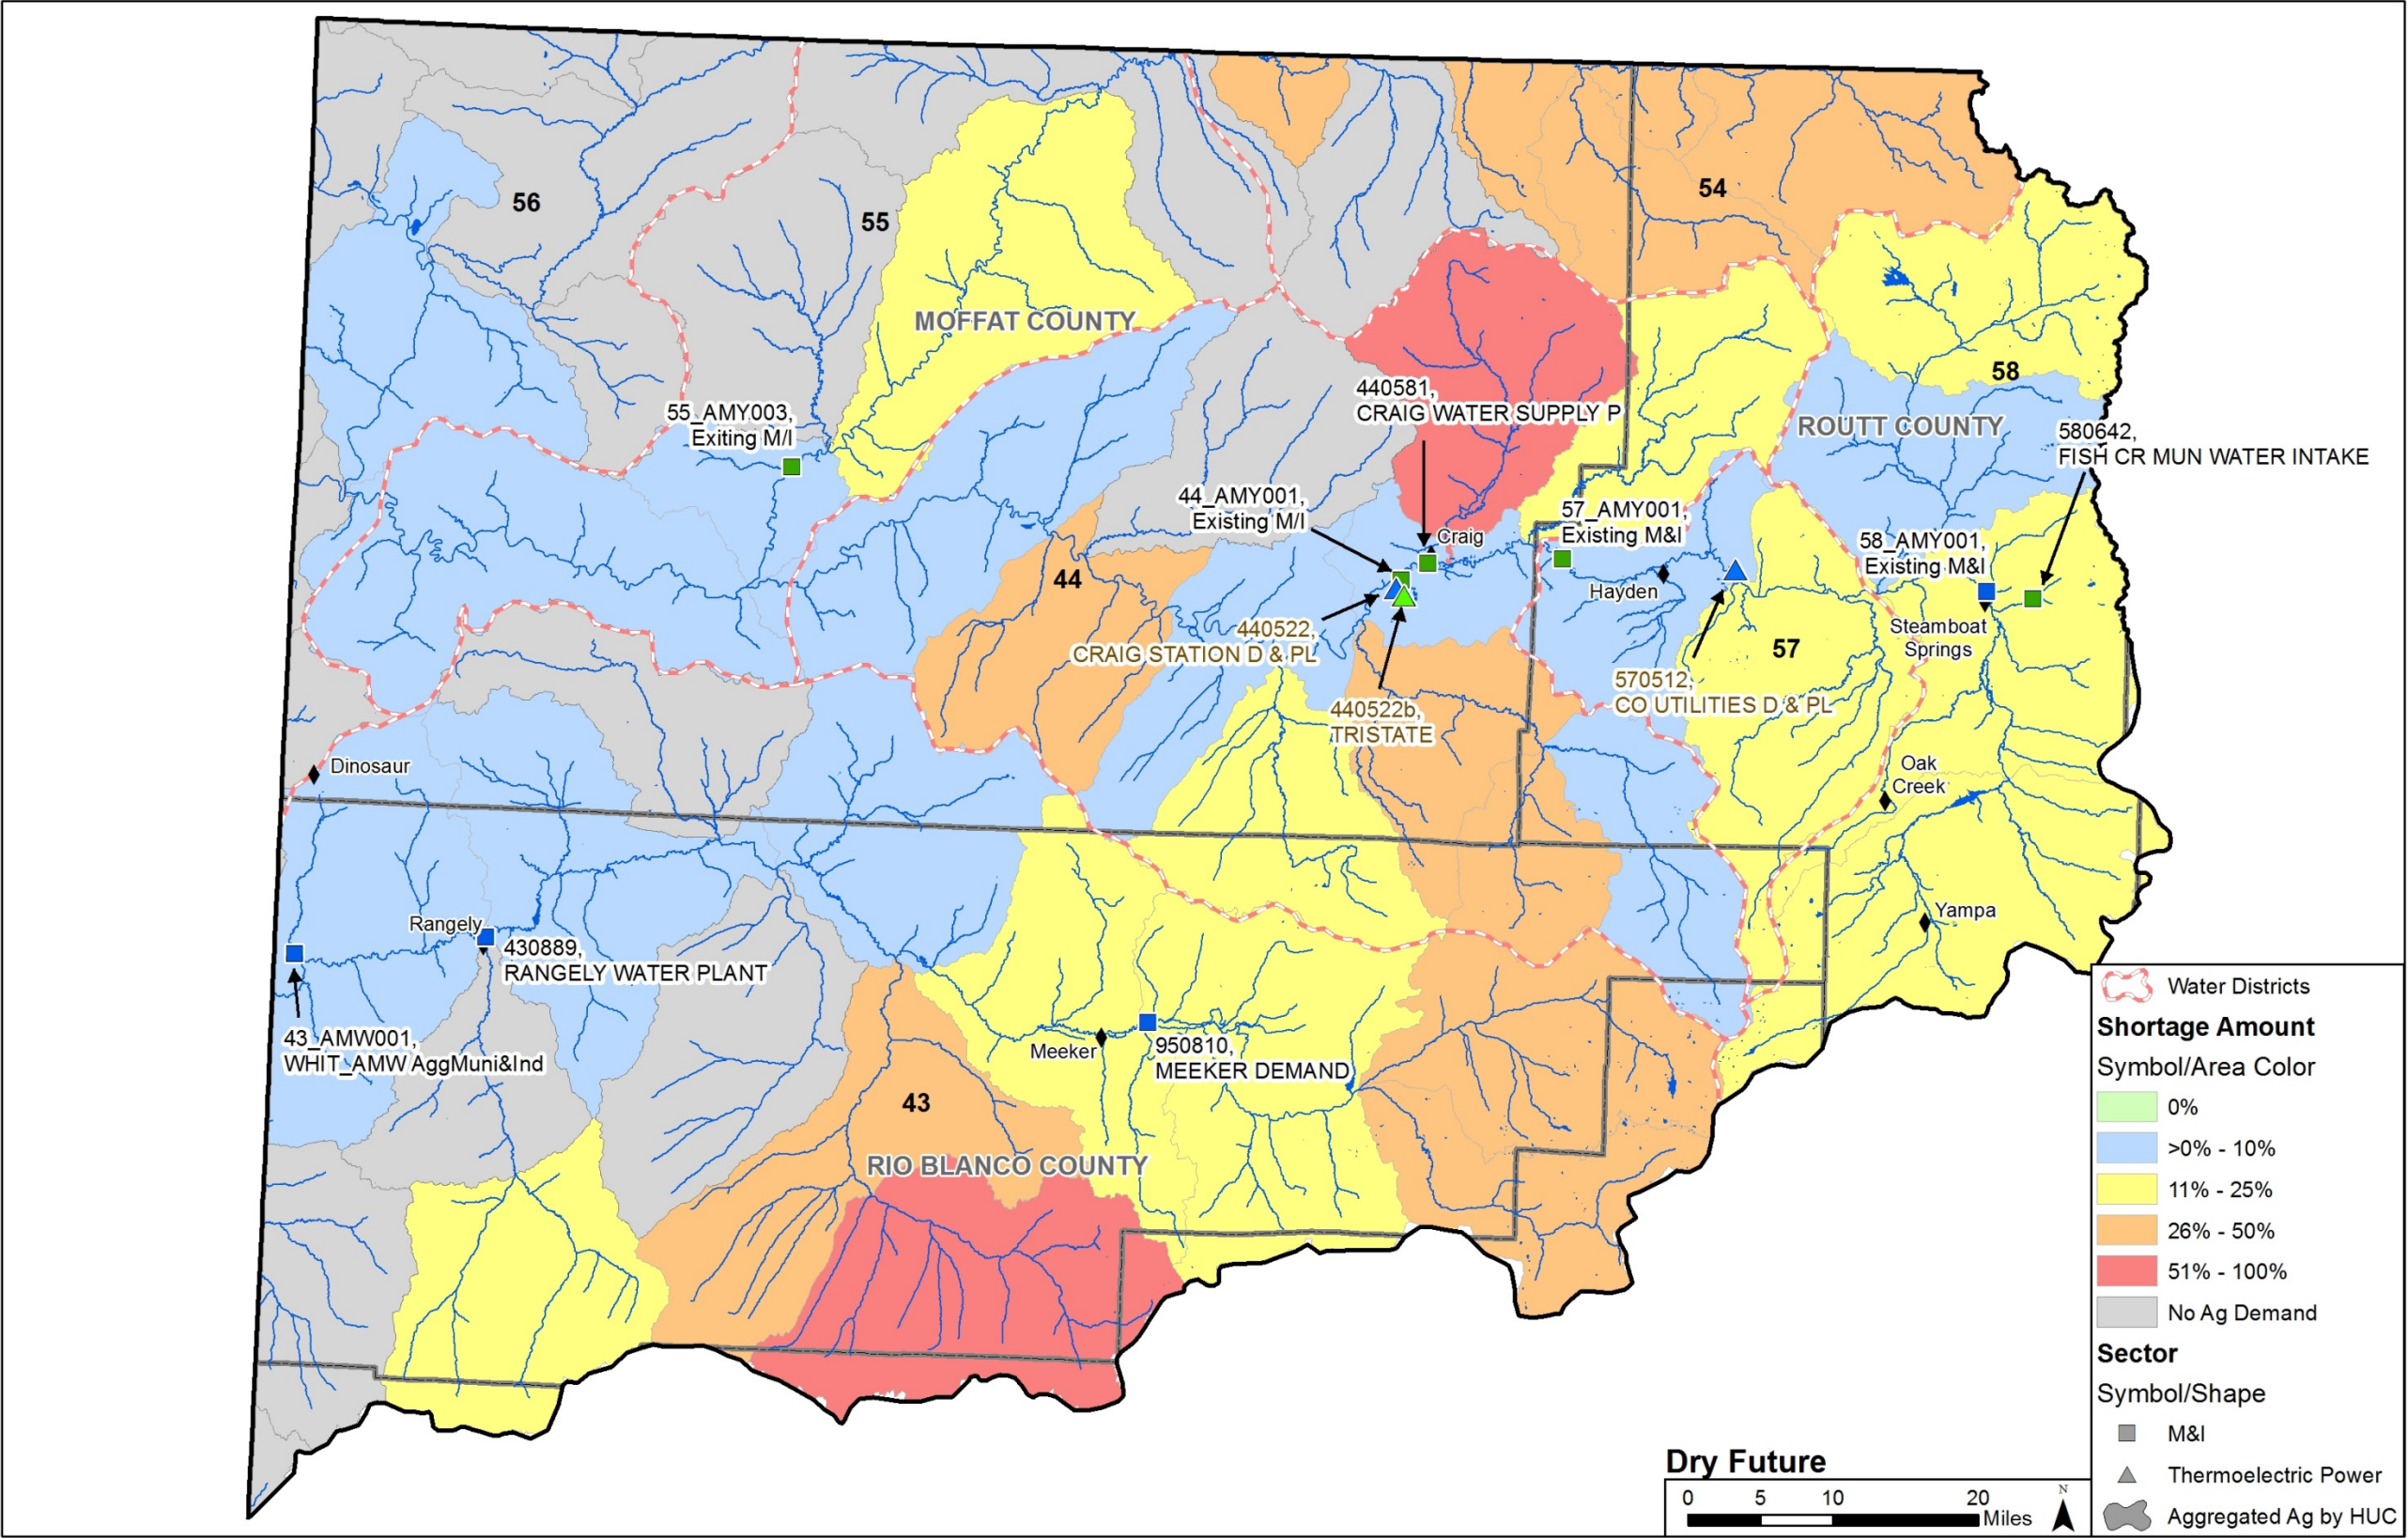 56
55
54
MOFFAT COUNTY
58
440581,
CRAIG WATER SUPPLY P
55_AMY003,
Exiting M/I
ROUTT COUNTY
580642,
FISH CR MUN WATER INTAKE
44_AMY001,
Existing M/I
57_AMY001,
Existing M&I
Craig
58_AMY001,
Existing M&I
44
Hayden
440522,
CRAIG STATION D & PL
Steamboat
Springs
57
570512,
CO UTILITIES D & PL
440522b,
TRISTATE
Dinosaur
Oak
Creek
Yampa
Rangely
430889,
RANGELY WATER PLANT
43_AMW001,
WHIT_AMW AggMuni&Ind
Meeker
950810,
MEEKER DEMAND
43
RIO BLANCO COUNTY
Water Districts
Shortage Amount
Symbol/Area Color
0%
>0% - 10%
11% - 25%
26% - 50%
51% - 100%
No Ag Demand
Sector
Symbol/Shape
M&I
Thermoelectric Power
Aggregated Ag by HUC
Dry Future
0 5 10 20
Miles
N